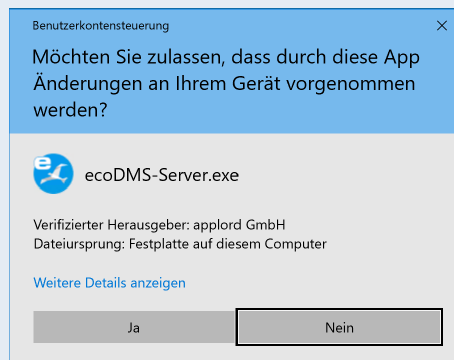 Benutzerkontensteuerung
Möchten Sie zulassen, dass durch diese App
Änderungen an Ihrem Gerät vorgenommen
werden?
e
ecoDMS-Server.exe
Verifizierter Herausgeber: applord GmbH
Dateiursprung: Festplatte auf diesem Computer
Weitere Details anzeigen
Ja
Nein